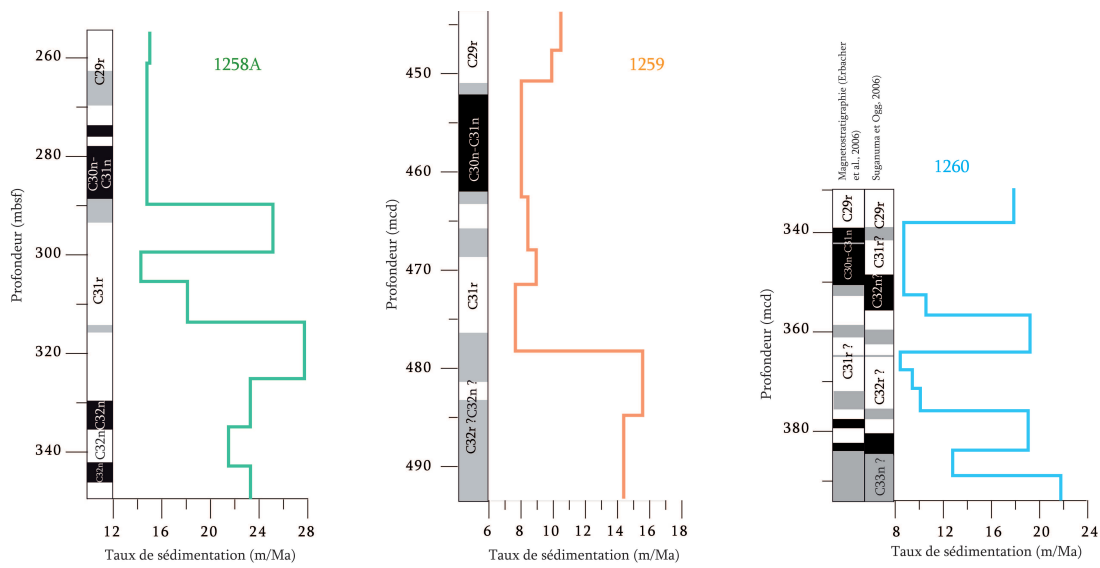 1258A
Profondeur (mbsf)
260
280
300
320
340
C29r
C30n-
C31n
C31r
C32n
C32n
C32n
12
16
20
24
28
Taux de sédimentation (m/Ma)
1259
Profondeur (mcd)
450
460
470
480
490
C29r
C30n-C31n
C31r
C32r ?C32n ?
6
8
10
12
14
16
18
Taux de sédimentation (m/Ma)
1260
Magnetostratigraphie (Erbacher
et al., 2006)
Suganuma et Ogg, 2006)
Profondeur (mcd)
340
360
380
C29r
C30n-C31n
C31r ?
C29r
C31r?
C32n?
C32r ?
C33n ?
8
12
16
20
24
Taux de sédimentation (m/Ma)